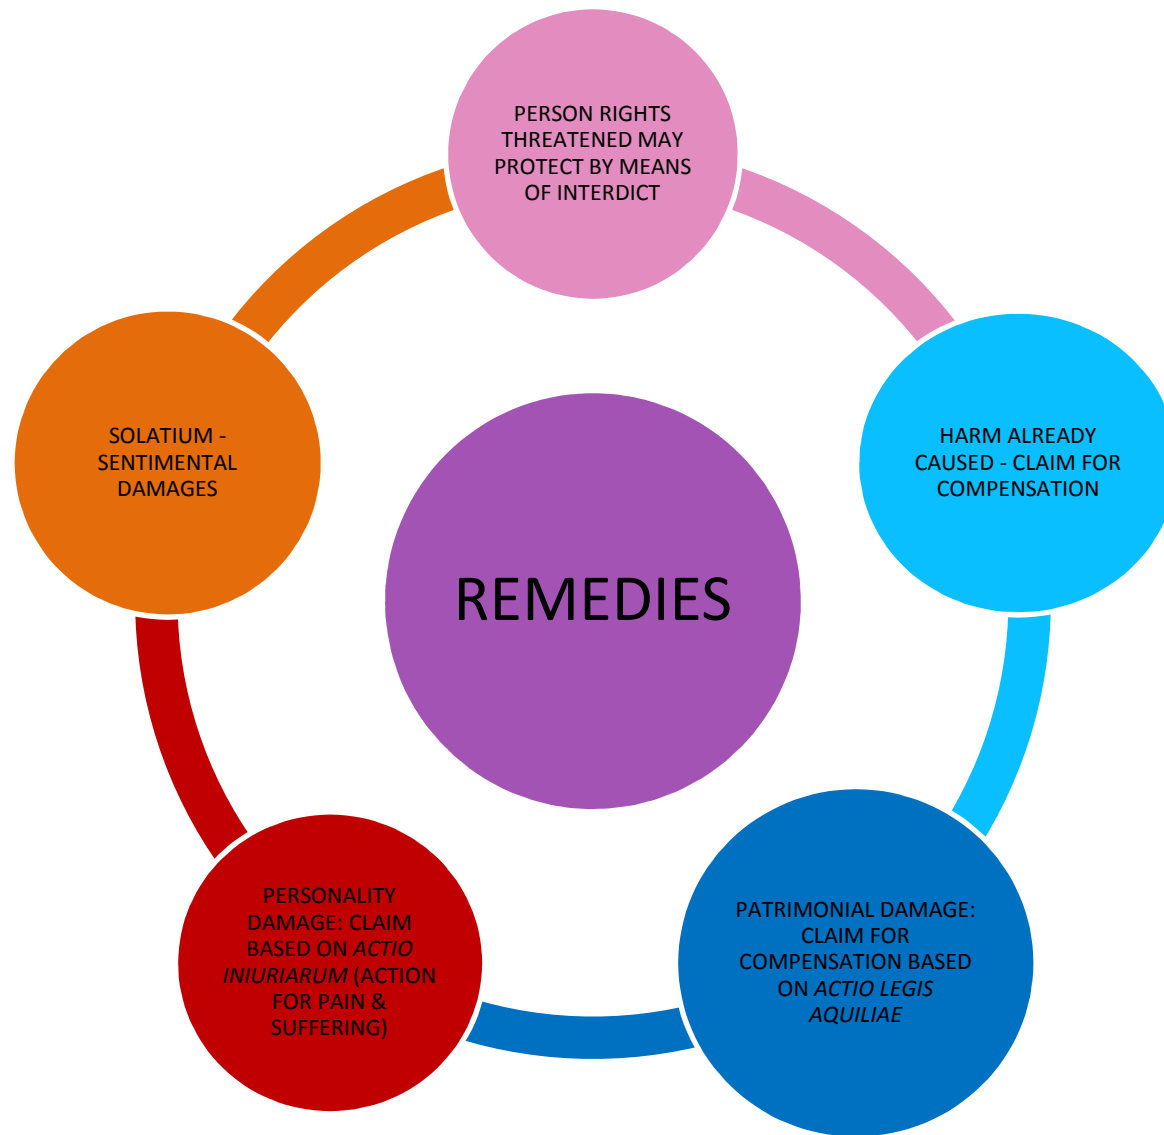 PERSON RIGHTS
THREATENED MAY
PROTECT BY MEANS
OF INTERDICT
HARM ALREADY
CAUSED - CLAIM FOR
COMPENSATION
PATRIMONIAL DAMAGE:
CLAIM FOR
COMPENSATION BASED
ON ACTIO LEGIS
AQUILIAE
PERSONALITY
DAMAGE: CLAIM
BASED ON ACTIO
INIURIARUM (ACTION
FOR PAIN &
SUFFERING)
SOLATIUM -
SENTIMENTAL
DAMAGES
REMEDIES